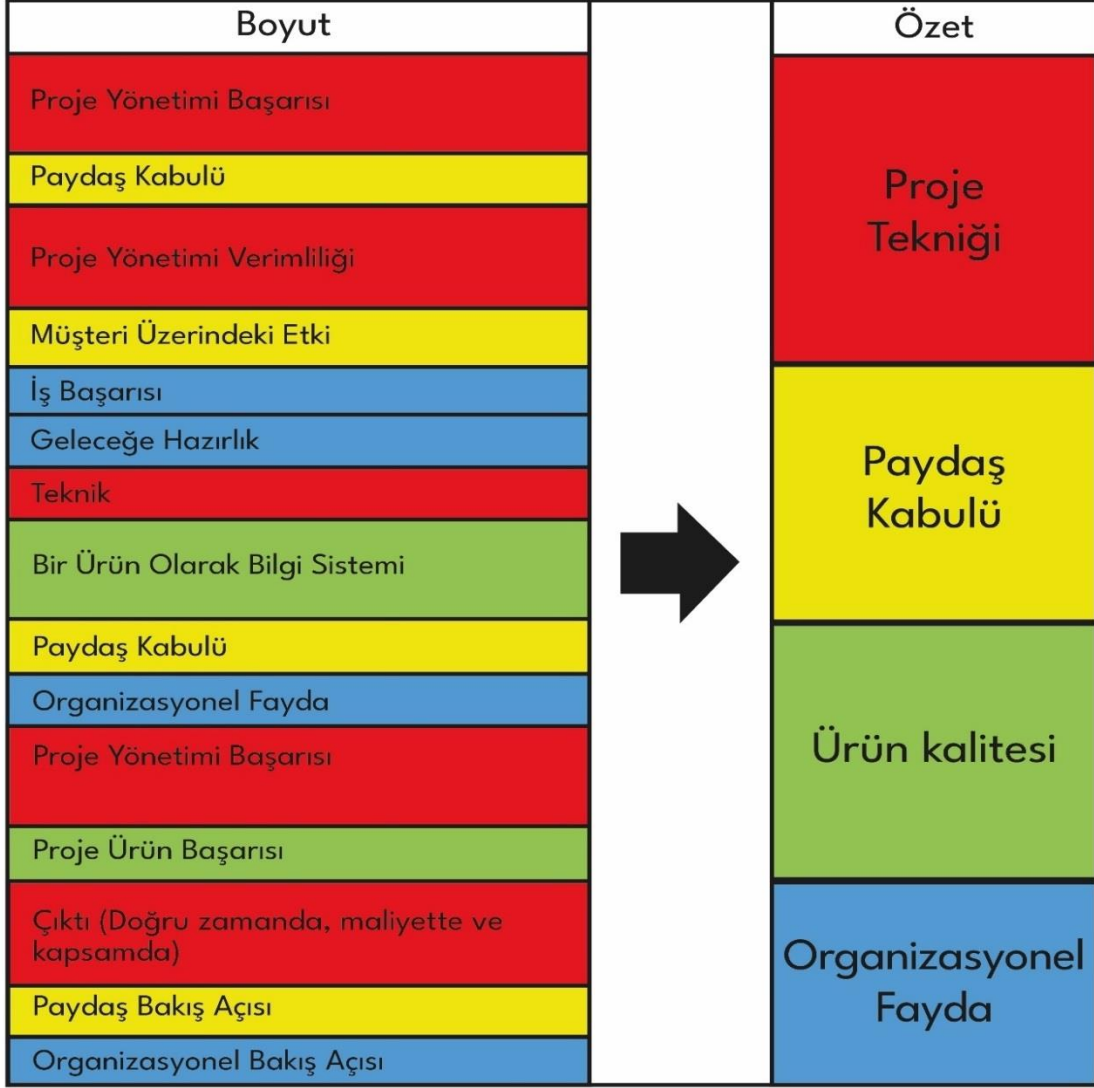 Boyut
Proje Yönetimi Başarısı
Paydaş Kabulü
Proje Yönetimi Verimliliği
Müşteri Üzerindeki Etki
İş Başarısı
Geleceğe Hazırlık
Teknik
Bir Ürün Olarak Bilgi Sistemi
Paydaş Kabulü
Organizasyonel Fayda
Proje Yönetimi Başarısı
Proje Ürün Başarısı
Çıktı (Doğru zamanda, maliyette ve
kapsamda)
Paydaş Bakış Açısı
Organizasyonel Bakış Açısı
Özet
Proje
Tekniği
Paydaş
Kabulü
Ürün kalitesi
Organizasyonel
Fayda